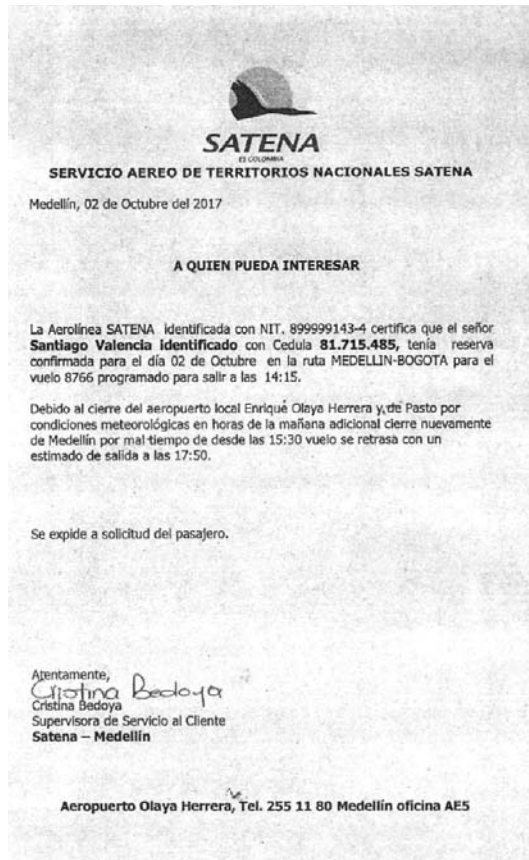 SATENA
ES COLOMBIA
SERVICIO AEREO DE TERRITORIOS NACIONALES SATENA
Medellín, 02 de Octubre del 2017
A QUIEN PUEDA INTERESAR
La Aerolínea SATENA identificada con NIT. 899999143-4 certifica que el señor
Santiago Valencia identificado con Cedula 81.715.485, tenía reserva
confirmada para el día 02 de Octubre en la ruta MEDELLIN-BOGOTA para el
vuelo 8766 programado para salir a las 14:15.
Debido al cierre del aeropuerto local Enrique Olaya Herrera y,de Pasto por
condiciones meteorológicas en horas de la mañana adicional cierre nuevamente
de Medellín por mal tiempo de desde las 15:30 vuelo se retrasa con un
estimado de salida a las 17:50.
Se expide a solicitud del pasajero.
Atentamente,
Cristina Bedoya
Cristina Bedoya
Supervisora de Servicio al Cliente
Satena – Medellín
Aeropuerto Olaya Herrera, Tel. 255 11 80 Medellín oficina AE5